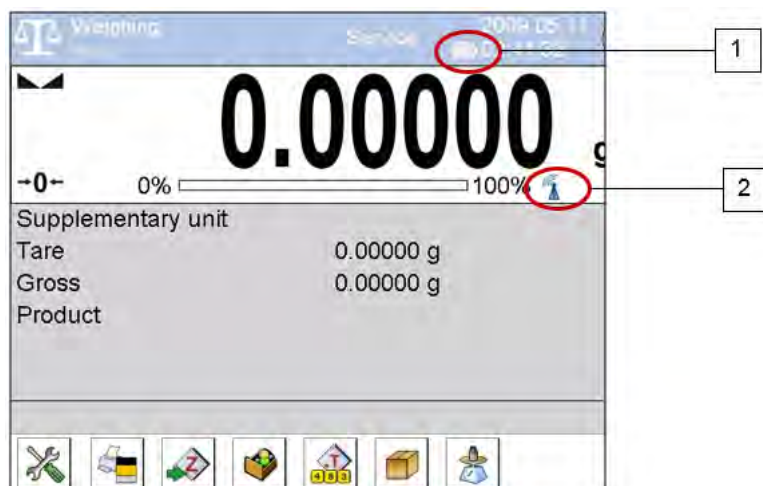 Weighing
Service
2009.05.11
1
0.00000 g
→0←
0%
100%
2
Supplementary unit
Tare 0.00000 g
Gross 0.00000 g
Product
Z
T